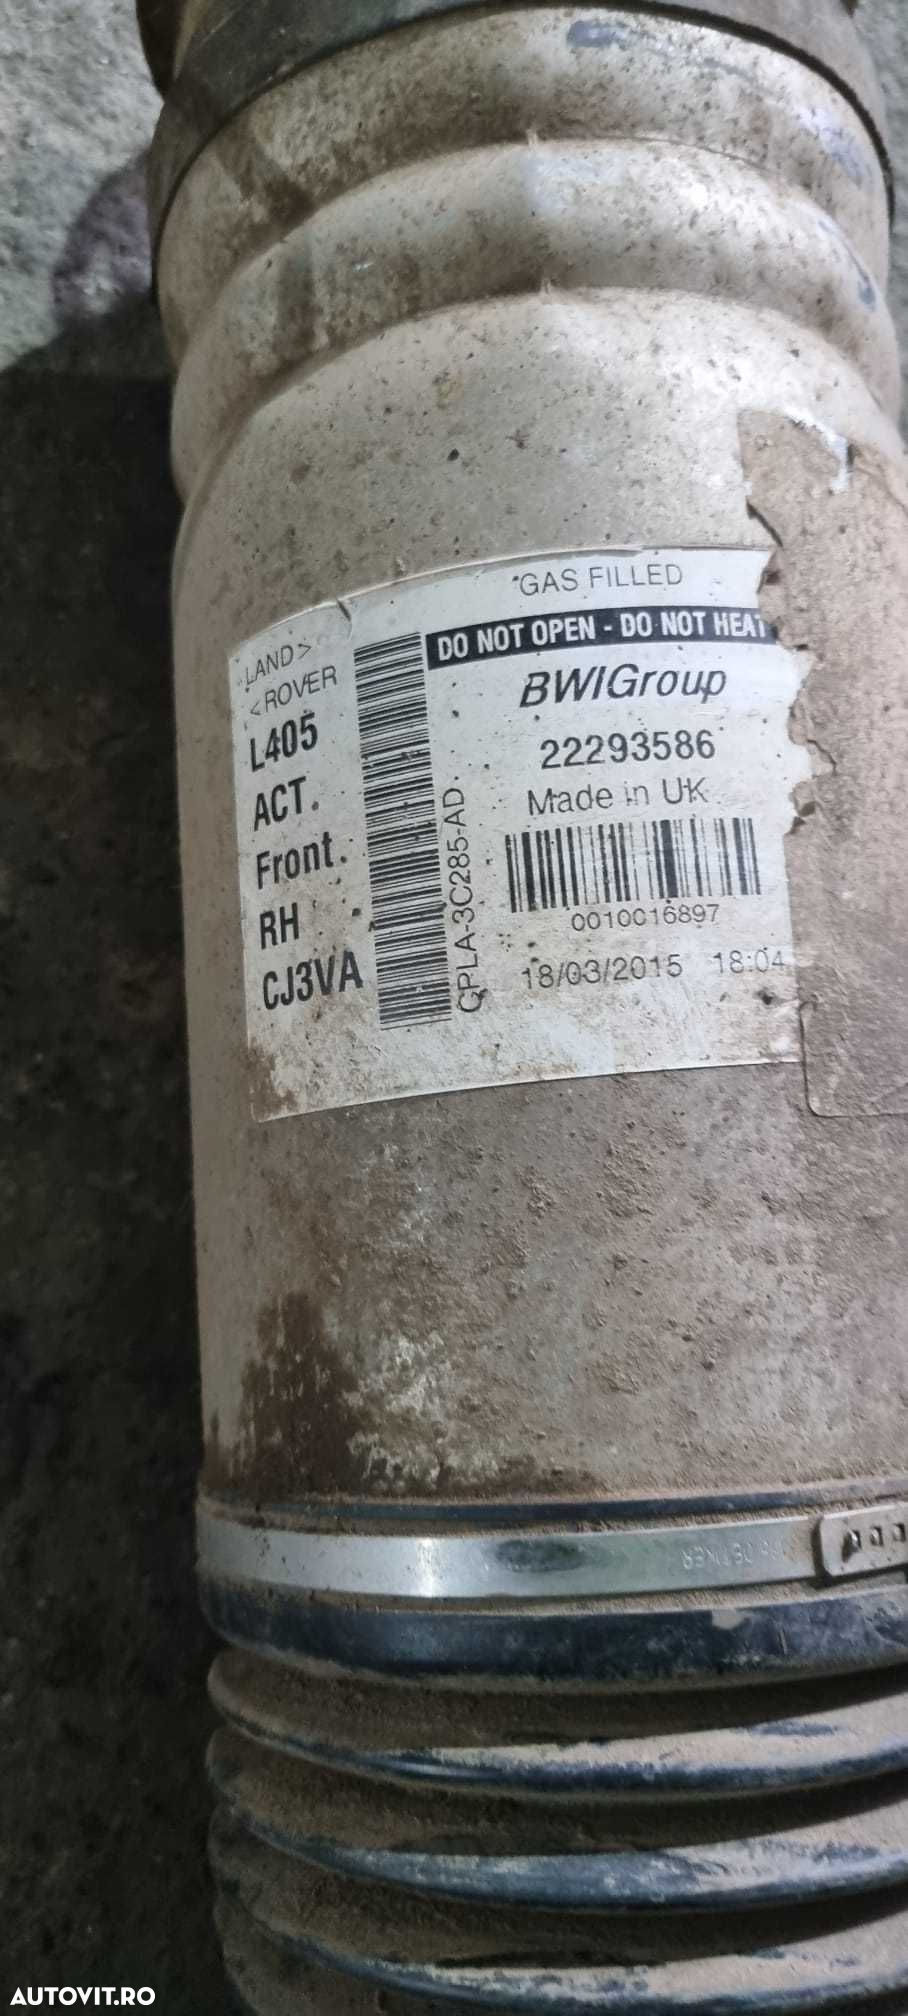 GAS FILLED
DO NOT OPEN - DO NOT HEAT
LAND>
<ROVER
L405
ACT.
Front.
RH
CJ3VA
CPLA-3C285-AD
BWIGroup
22293586
Made in UK
0010016897
18/03/2015 18:04
OETIKER
AUTOVIT.RO